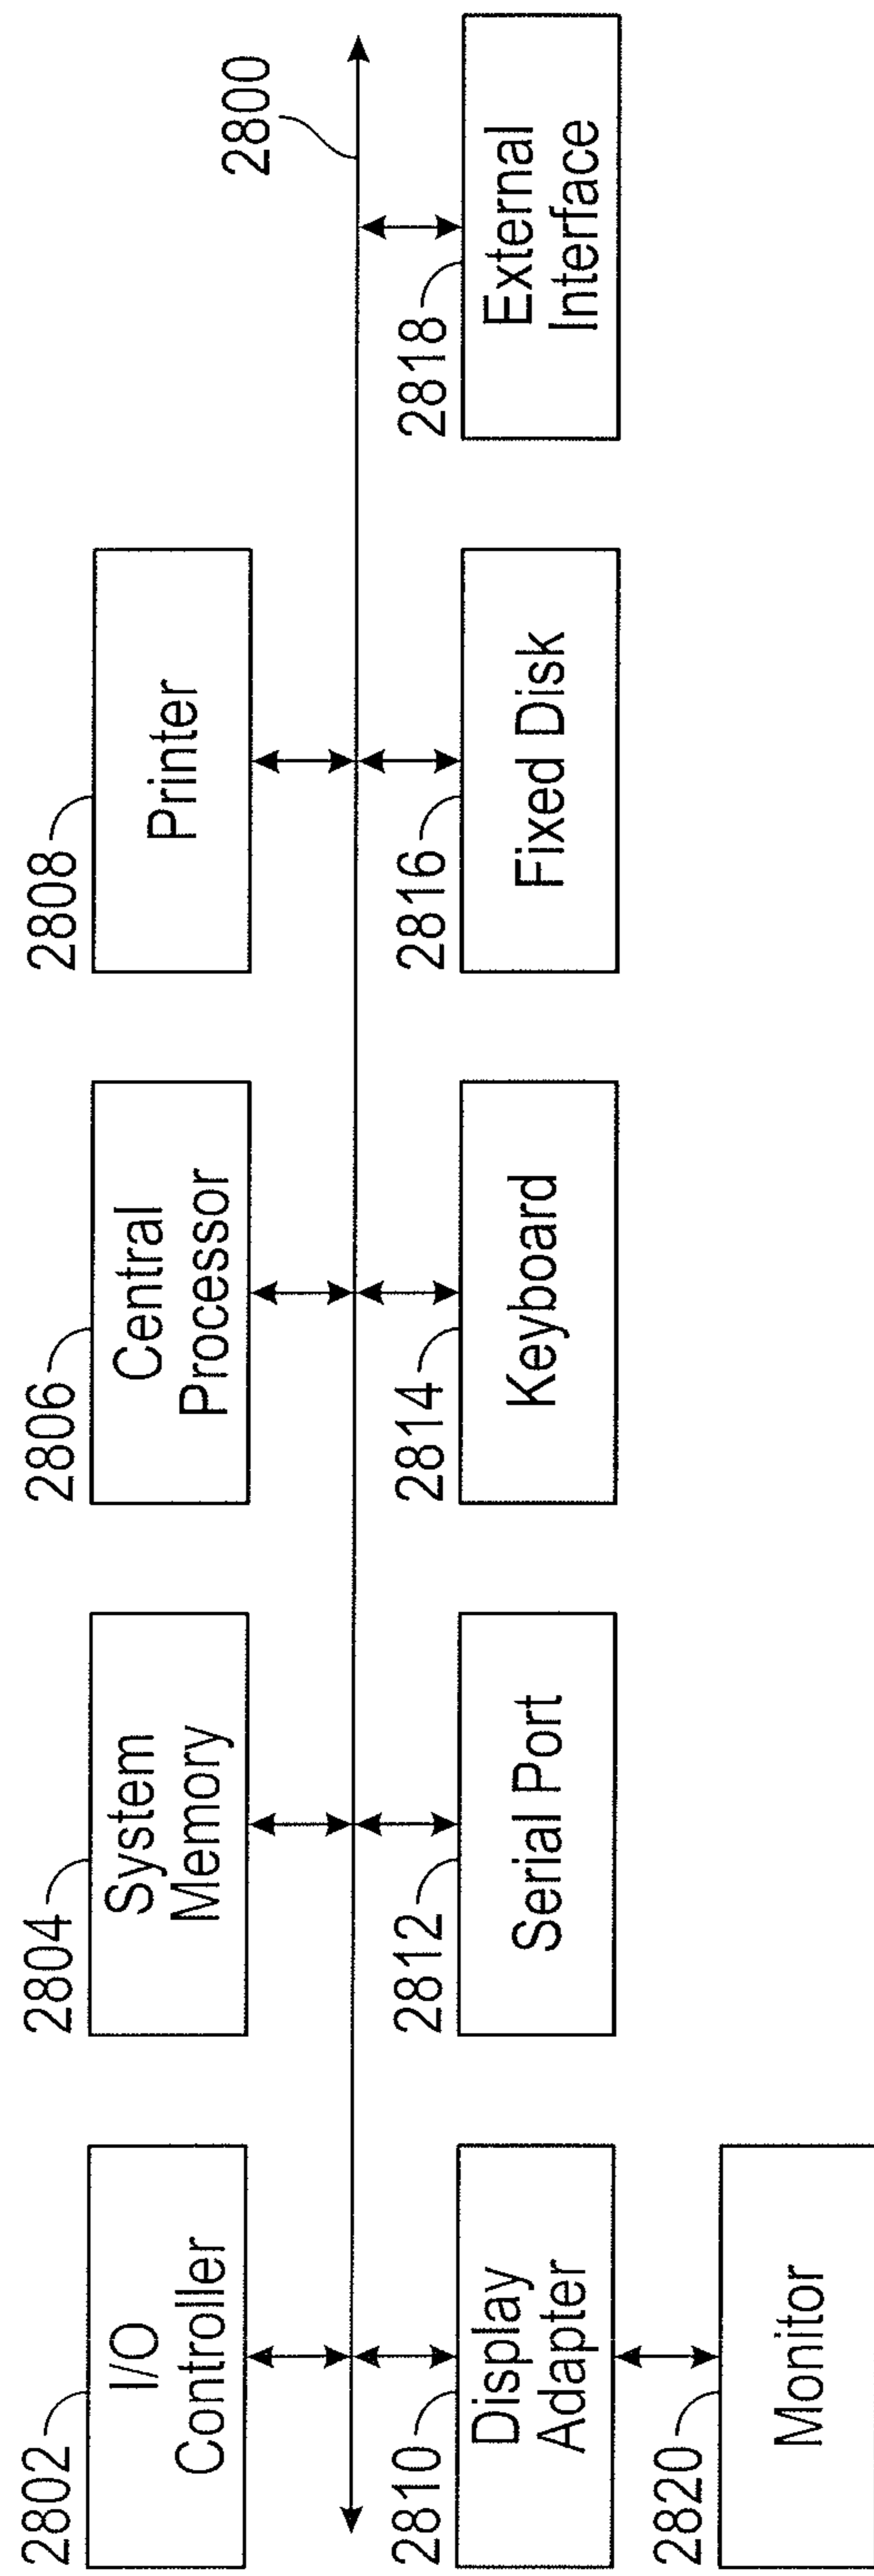 2802
I/O
Controller
2804
System
Memory
2806
Central
Processor
2808
Printer
2800
2810
Display
Adapter
2812
Serial Port
2814
Keyboard
2816
Fixed Disk
2818
External
Interface
2820
Monitor